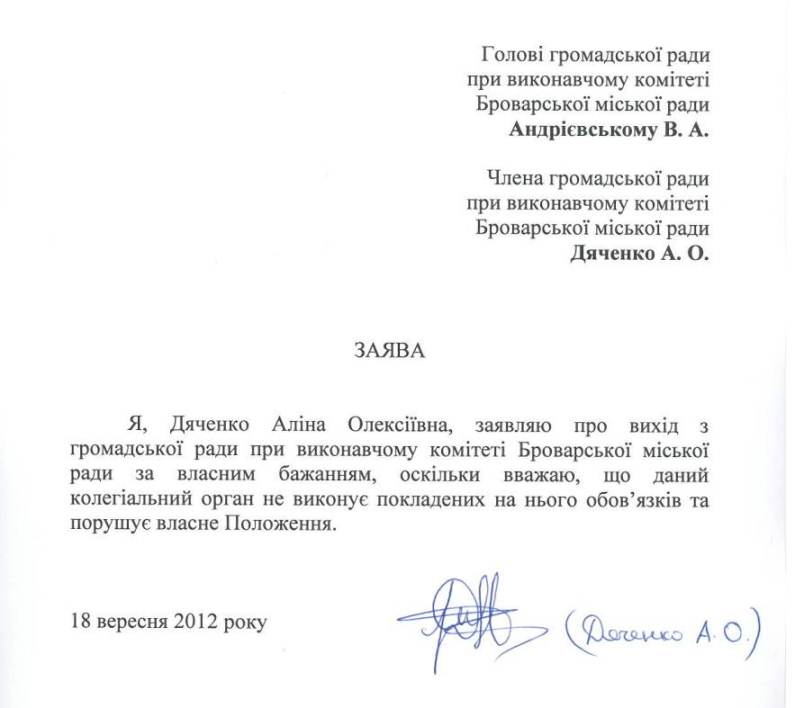 Голові громадської ради
при виконавчому комітеті
Броварської міської ради
Андрієвському В. А.
Члена громадської ради
при виконавчому комітеті
Броварської міської ради
Дяченко А. О.
ЗАЯВА
Я, Дяченко Аліна Олексіївна, заявляю про вихід з
громадської ради при виконавчому комітеті Броварської міської
ради за власним бажанням, оскільки вважаю, що даний
колегіальний орган не виконує покладених на нього обов’язків та
порушує власне Положення.
18 вересня 2012 року (Дяченко А.О.)